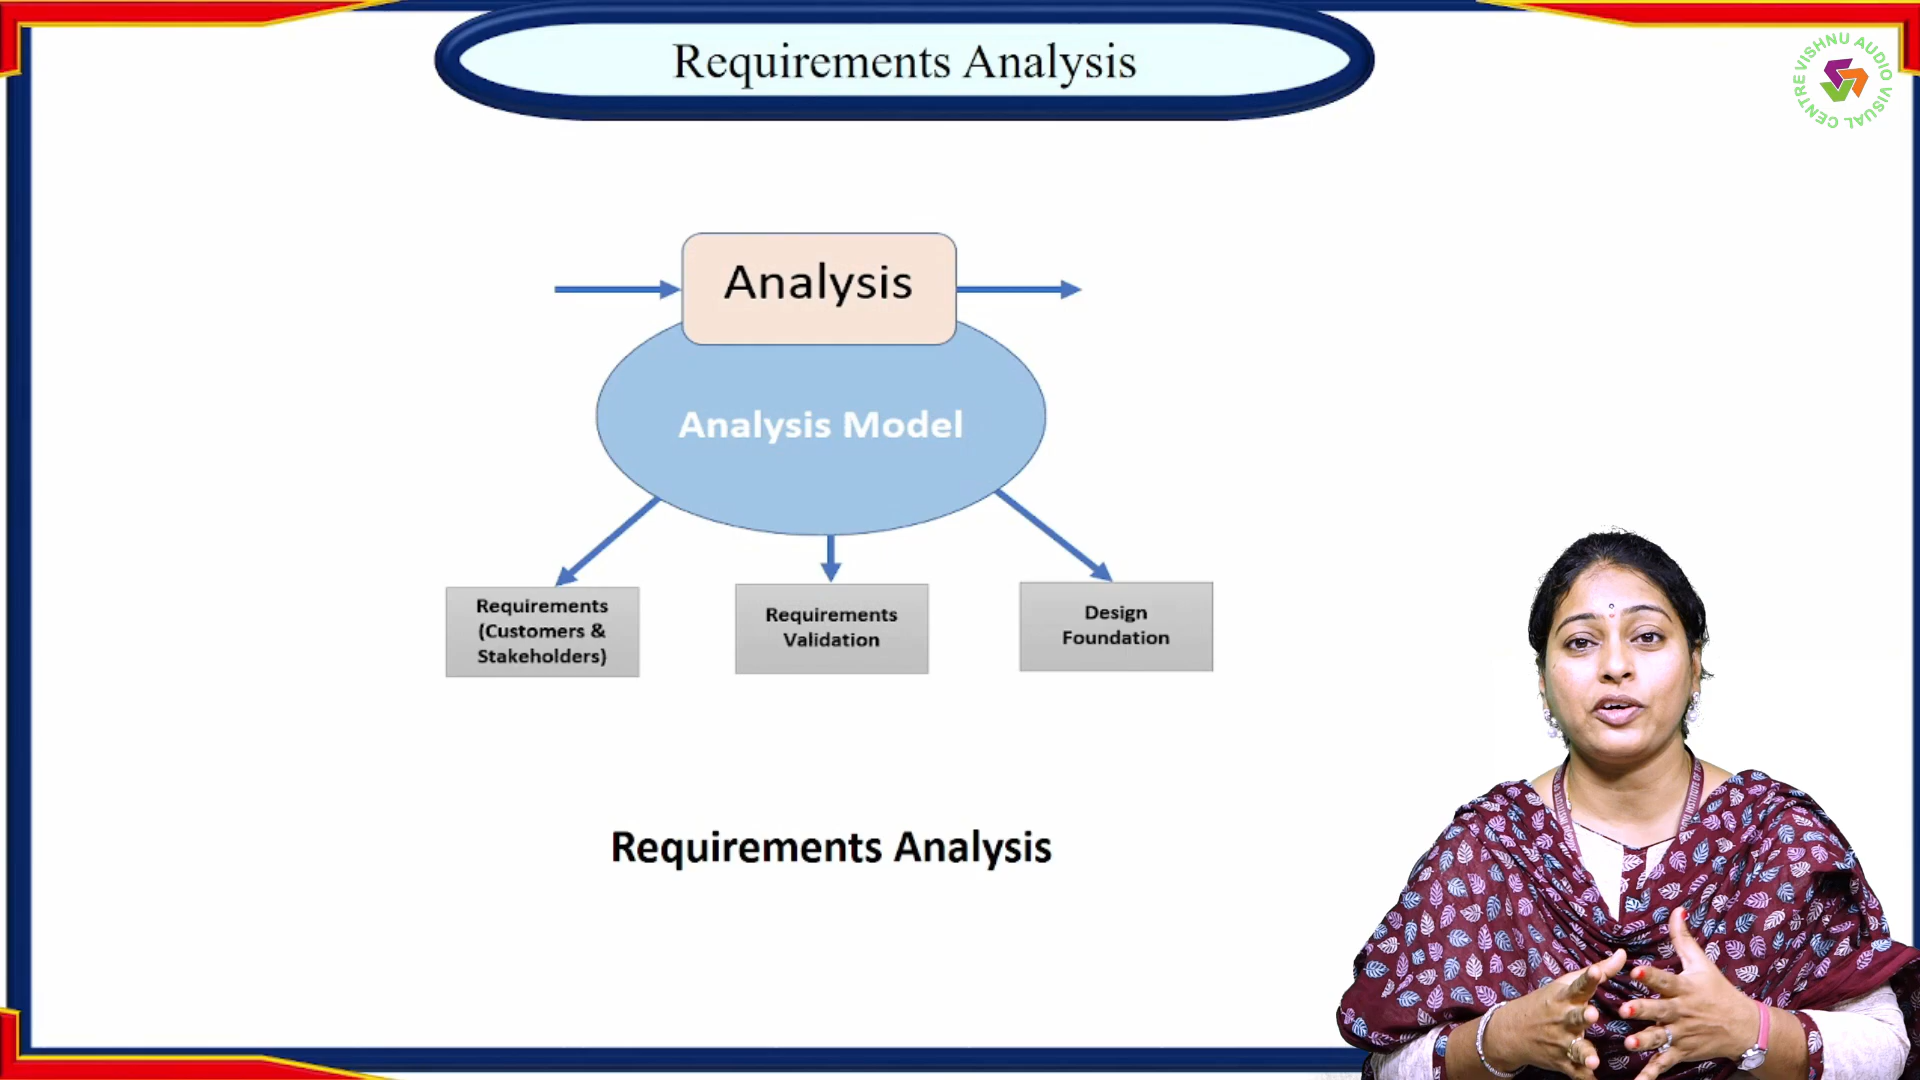 Requirements Analysis
VISHNU AUDIO VISUAL CENTRE
Analysis
Analysis Model
Requirements
(Customers &
Stakeholders)
Requirements
Validation
Design
Foundation
Requirements Analysis